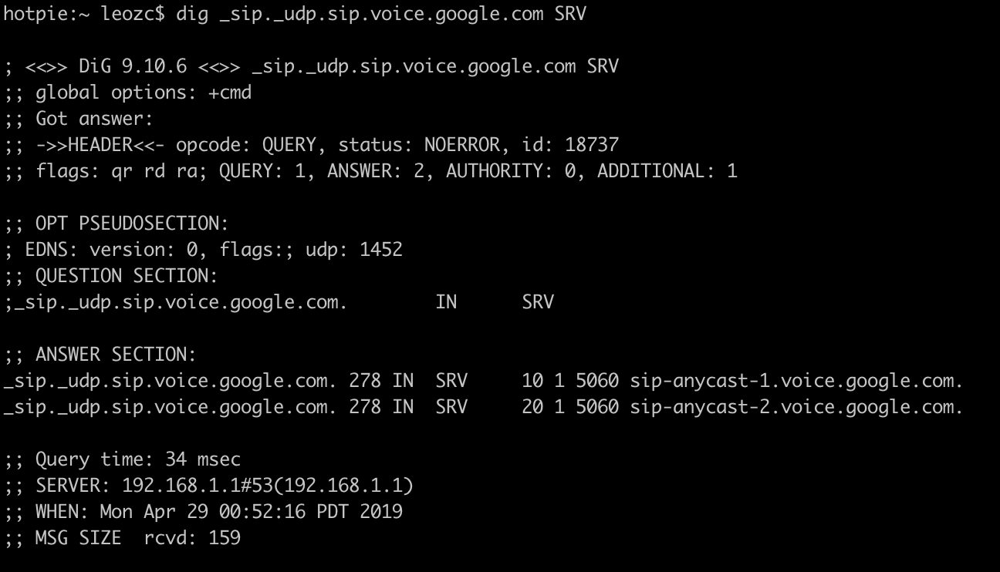 hotpie:~ leozc$ dig _sip._udp.sip.voice.google.com SRV
; <<>> DiG 9.10.6 <<>> _sip._udp.sip.voice.google.com SRV
;; global options: +cmd
;; Got answer:
;; ->>HEADER<<- opcode: QUERY, status: NOERROR, id: 18737
;; flags: qr rd ra; QUERY: 1, ANSWER: 2, AUTHORITY: 0, ADDITIONAL: 1
;; OPT PSEUDOSECTION:
; EDNS: version: 0, flags:; udp: 1452
;; QUESTION SECTION:
;_sip._udp.sip.voice.google.com. IN SRV
;; ANSWER SECTION:
_sip._udp.sip.voice.google.com. 278 IN SRV 10 1 5060 sip-anycast-1.voice.google.com.
_sip._udp.sip.voice.google.com. 278 IN SRV 20 1 5060 sip-anycast-2.voice.google.com.
;; Query time: 34 msec
;; SERVER: 192.168.1.1#53(192.168.1.1)
;; WHEN: Mon Apr 29 00:52:16 PDT 2019
;; MSG SIZE rcvd: 159